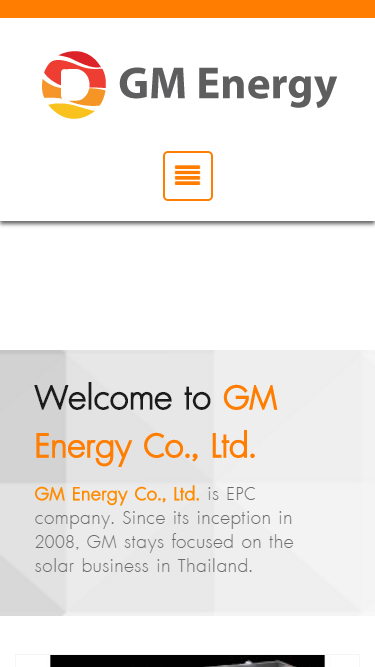 GM Energy
Welcome to GM
Energy Co., Ltd.
GM Energy Co., Ltd. is EPC
company. Since its inception in
2008, GM stays focused on the
solar business in Thailand.